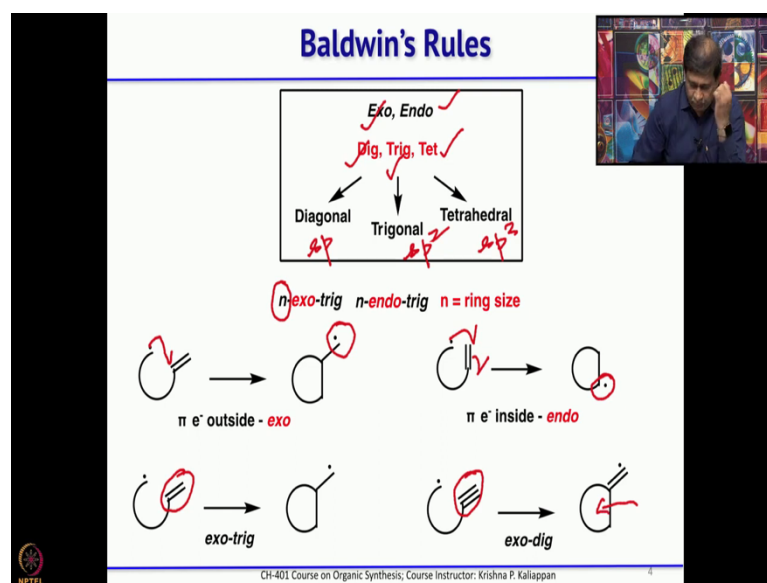 Baldwin's Rules
Exo, Endo
Dig, Trig, Tet
Diagonal Trigonal Tetrahedral
sp sp² sp³
n-exo-trig n-endo-trig n = ring size
π e⁻ outside - exo π e⁻ inside - endo
exo-trig exo-dig
CH-401 Course on Organic Synthesis; Course Instructor: Krishna P. Kaliappan 4
NPTEL